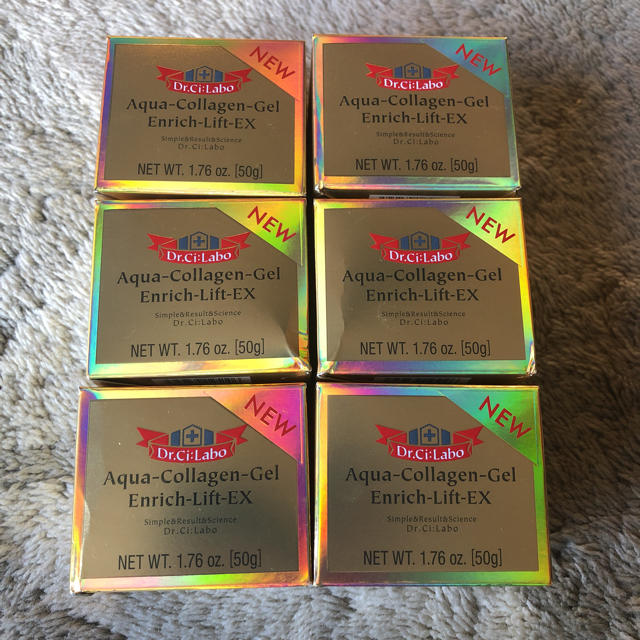 NEW
Dr.Ci:Labo
Aqua-Collagen-Gel
Enrich-Lift-EX
Simple&Result&Science
Dr.Ci:Labo
NET WT. 1.76 oz. [50g]
NEW
Dr.Ci:Labo
Aqua-Collagen-Gel
Enrich-Lift-EX
Simple&Result&Science
Dr.Ci:Labo
NET WT. 1.76 oz. [50g]
NEW
Dr.Ci:Labo
Aqua-Collagen-Gel
Enrich-Lift-EX
Simple&Result&Science
Dr.Ci:Labo
NET WT. 1.76 oz. [50g]
NEW
Dr.Ci:Labo
Aqua-Collagen-Gel
Enrich-Lift-EX
Simple&Result&Science
Dr.Ci:Labo
NET WT. 1.76 oz. [50g]
NEW
Dr.Ci:Labo
Aqua-Collagen-Gel
Enrich-Lift-EX
Simple&Result&Science
Dr.Ci:Labo
NET WT. 1.76 oz. [50g]
NEW
Dr.Ci:Labo
Aqua-Collagen-Gel
Enrich-Lift-EX
Simple&Result&Science
Dr.Ci:Labo
NET WT. 1.76 oz. [50g]